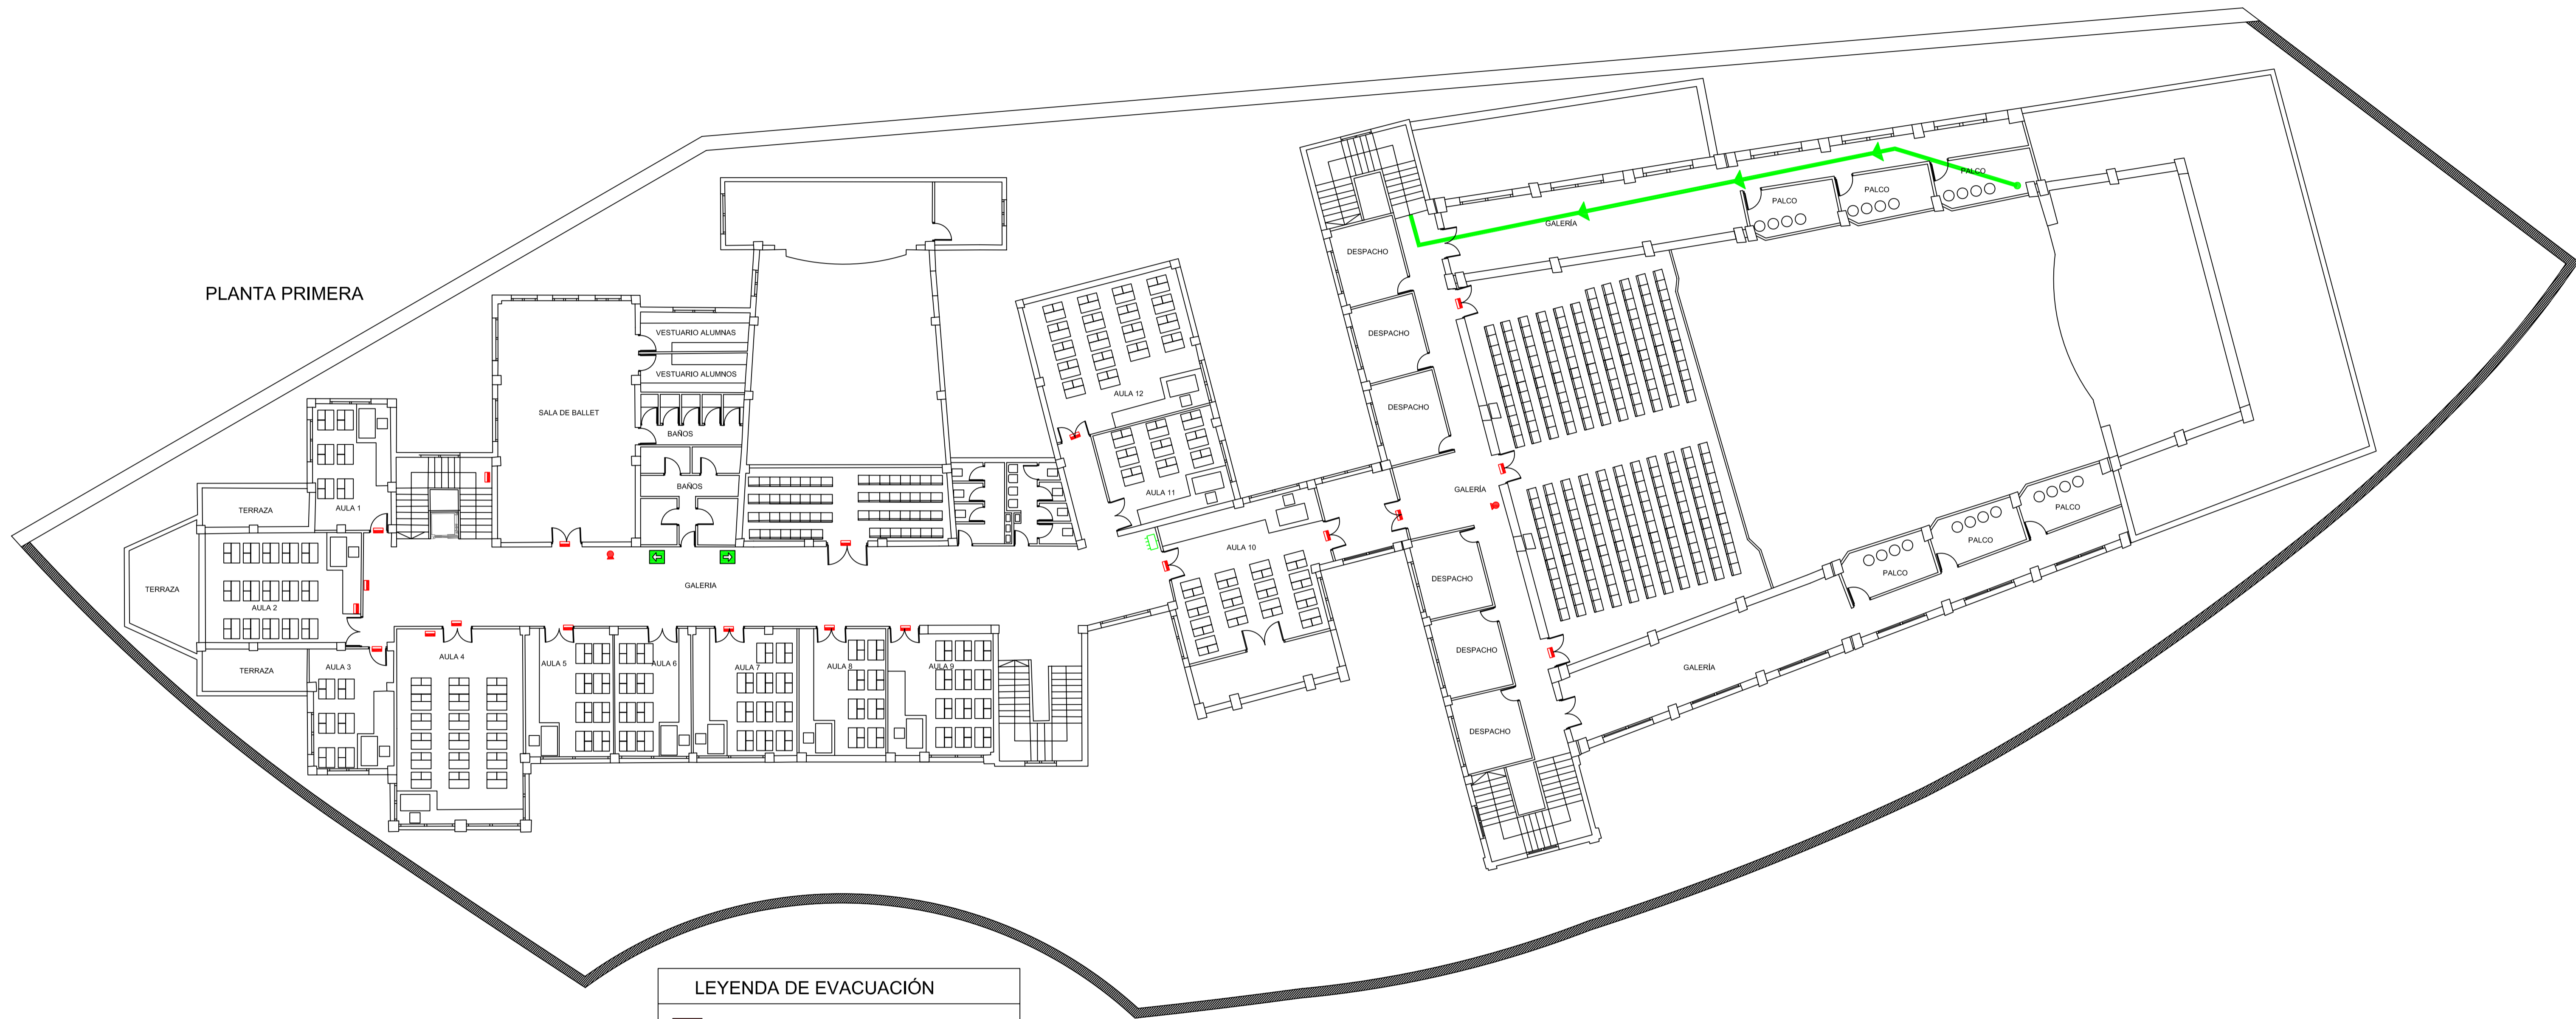 PLANTA PRIMERA
PALCO
PALCO
PALCO
GALERÍA
DESPACHO
DESPACHO
DESPACHO
VESTUARIO ALUMNAS
VESTUARIO ALUMNOS
SALA DE BALLET
BAÑOS
BAÑOS
AULA 12
AULA 11
AULA 10
GALERÍA
AULA 1
TERRAZA
TERRAZA
AULA 2
GALERIA
TERRAZA
AULA 3
AULA 4
AULA 5
AULA 6
AULA 7
AULA 8
AULA 9
DESPACHO
DESPACHO
DESPACHO
PALCO
PALCO
PALCO
GALERÍA
LEYENDA DE EVACUACIÓN